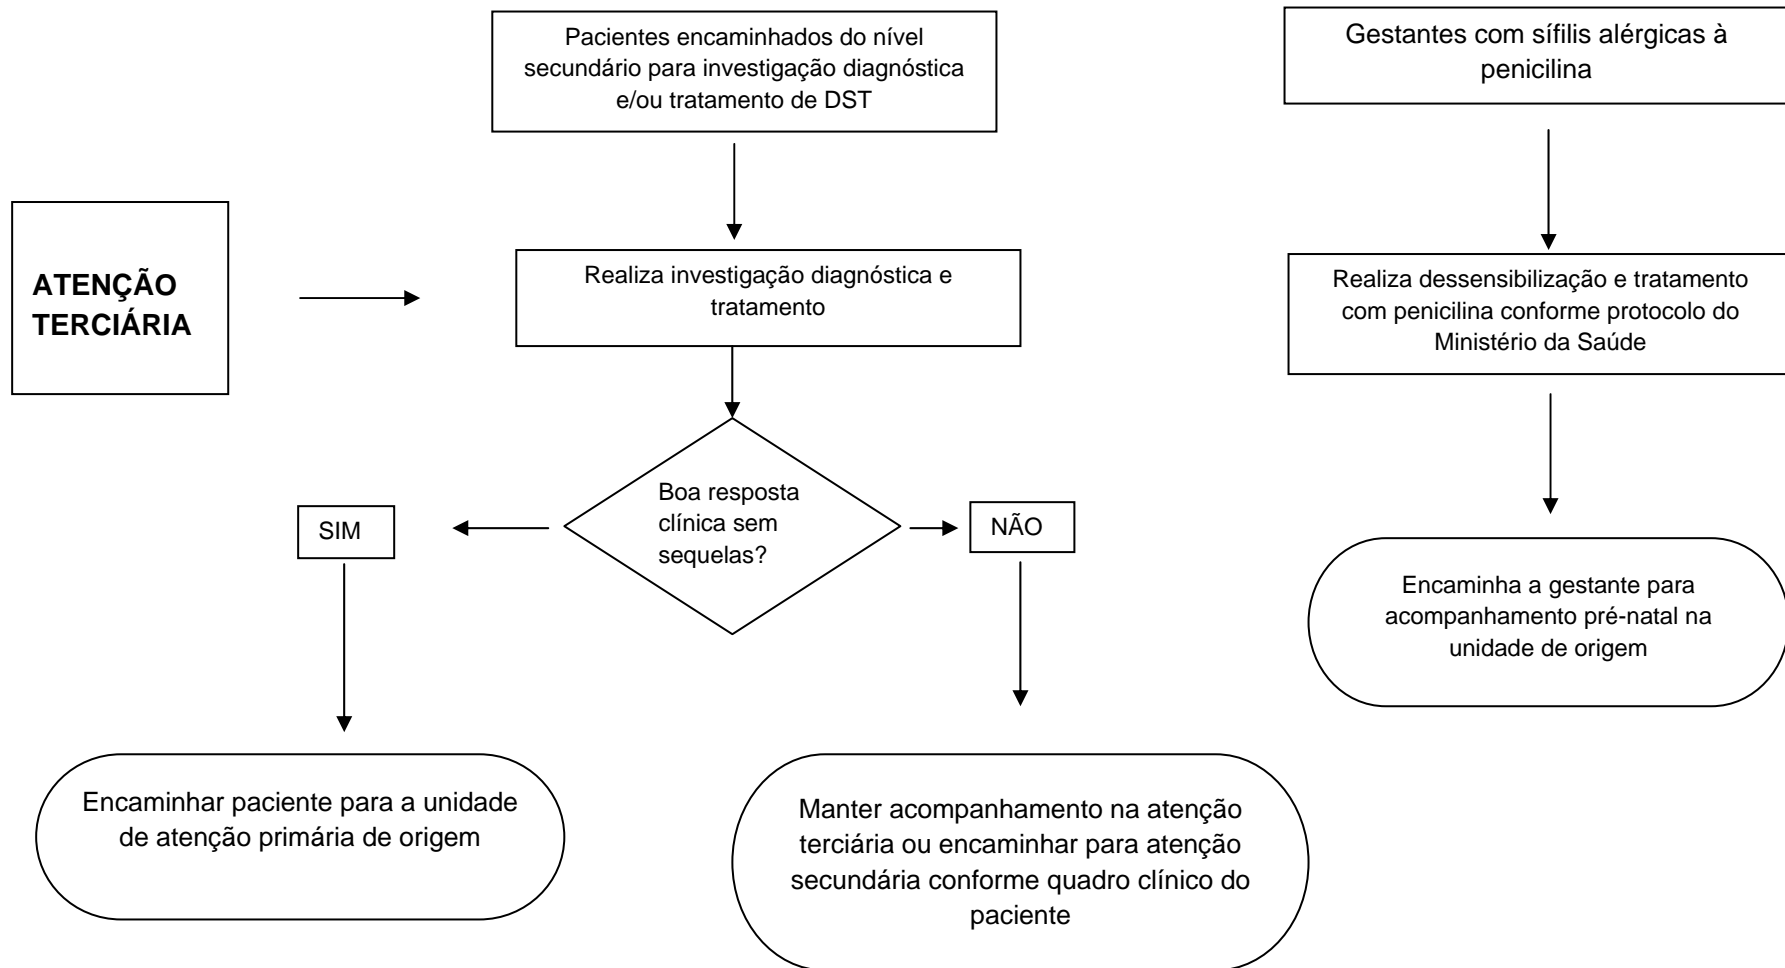 Pacientes encaminhados do nível
secundário para investigação diagnóstica
e/ou tratamento de DST
Gestantes com sífilis alérgicas à
penicilina
ATENÇÃO
TERCIÁRIA
Realiza investigação diagnóstica e
tratamento
Realiza dessensibilização e tratamento
com penicilina conforme protocolo do
Ministério da Saúde
Boa resposta
clínica sem
sequelas?
SIM
NÃO
Encaminha a gestante para
acompanhamento pré-natal na
unidade de origem
Encaminhar paciente para a unidade
de atenção primária de origem
Manter acompanhamento na atenção
terciária ou encaminhar para atenção
secundária conforme quadro clínico do
paciente